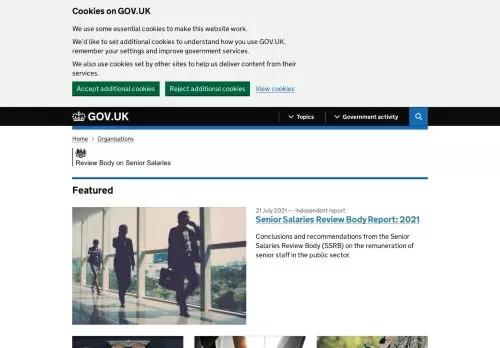 Cookies on GOV.UK
We use some essential cookies to make this website work.
We'd like to set additional cookies to understand how you use GOV.UK,
remember your settings and improve government services.
We also use cookies set by other sites to help us deliver content from their
services.
Accept additional cookies
Reject additional cookies
View cookies
GOV.UK
Topics
Government activity
Home > Organisations
Review Body on Senior Salaries
Featured
21 July 2021 — Independent report
Senior Salaries Review Body Report: 2021
Conclusions and recommendations from the Senior
Salaries Review Body (SSRB) on the remuneration of
senior staff in the public sector.